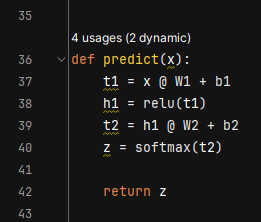 35
4 usages (2 dynamic)
36 def predict(x):
37 t1 = x @ W1 + b1
38 h1 = relu(t1)
39 t2 = h1 @ W2 + b2
40 z = softmax(t2)
41
42 return z
43